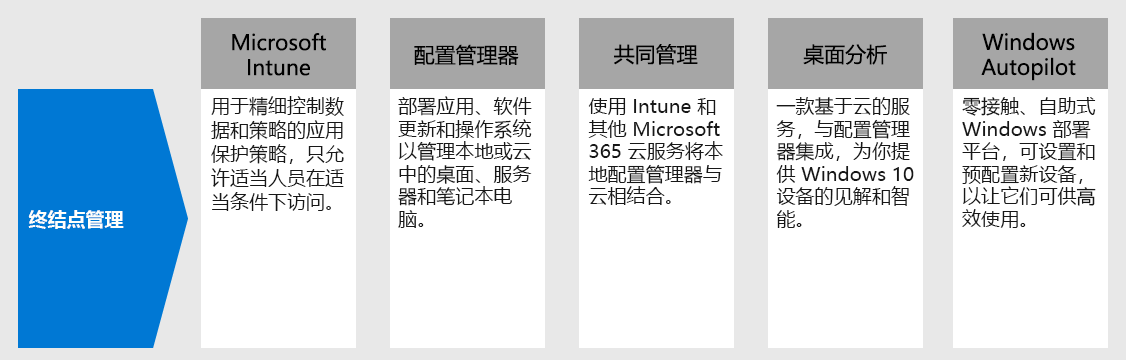 终结点管理
Microsoft
Intune
用于精细控制数
据和策略的应用
保护策略，只允
许适当人员在适
当条件下访问。
配置管理器
部署应用、软件
更新和操作系统
以管理本地或云
中的桌面、服务
器和笔记本电
脑。
共同管理
使用 Intune 和
其他 Microsoft
365 云服务将本
地配置管理器与
云相结合。
桌面分析
一款基于云的服
务，与配置管理
器集成，为你提
供 Windows 10
设备的见解和智
能。
Windows
Autopilot
零接触、自助式
Windows 部署
平台，可设置和
预配置新设备，
以让它们可供高
效使用。